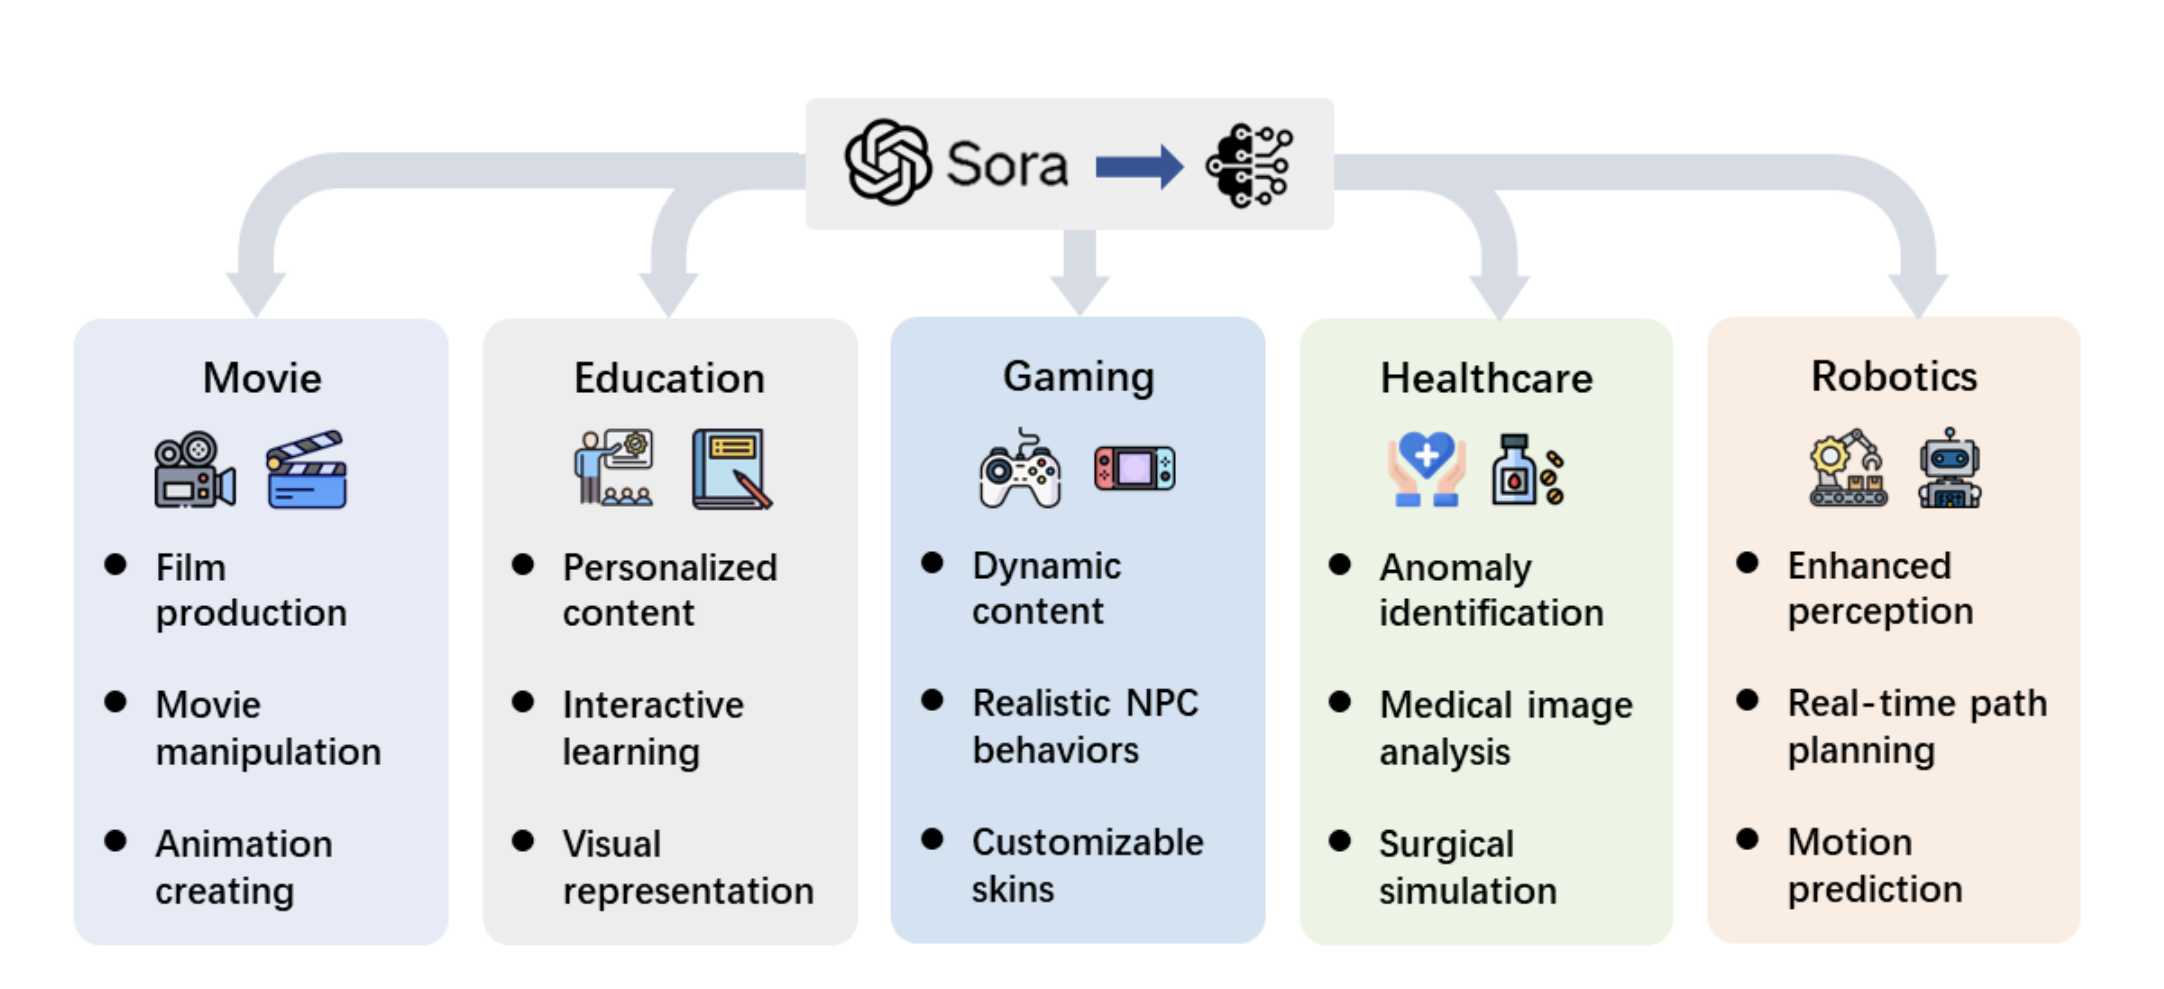 Sora
Movie
Film
production
Movie
manipulation
Animation
creating
Education
Personalized
content
Interactive
learning
Visual
representation
Gaming
Dynamic
content
Realistic NPC
behaviors
Customizable
skins
Healthcare
Anomaly
identification
Medical image
analysis
Surgical
simulation
Robotics
Enhanced
perception
Real-time path
planning
Motion
prediction